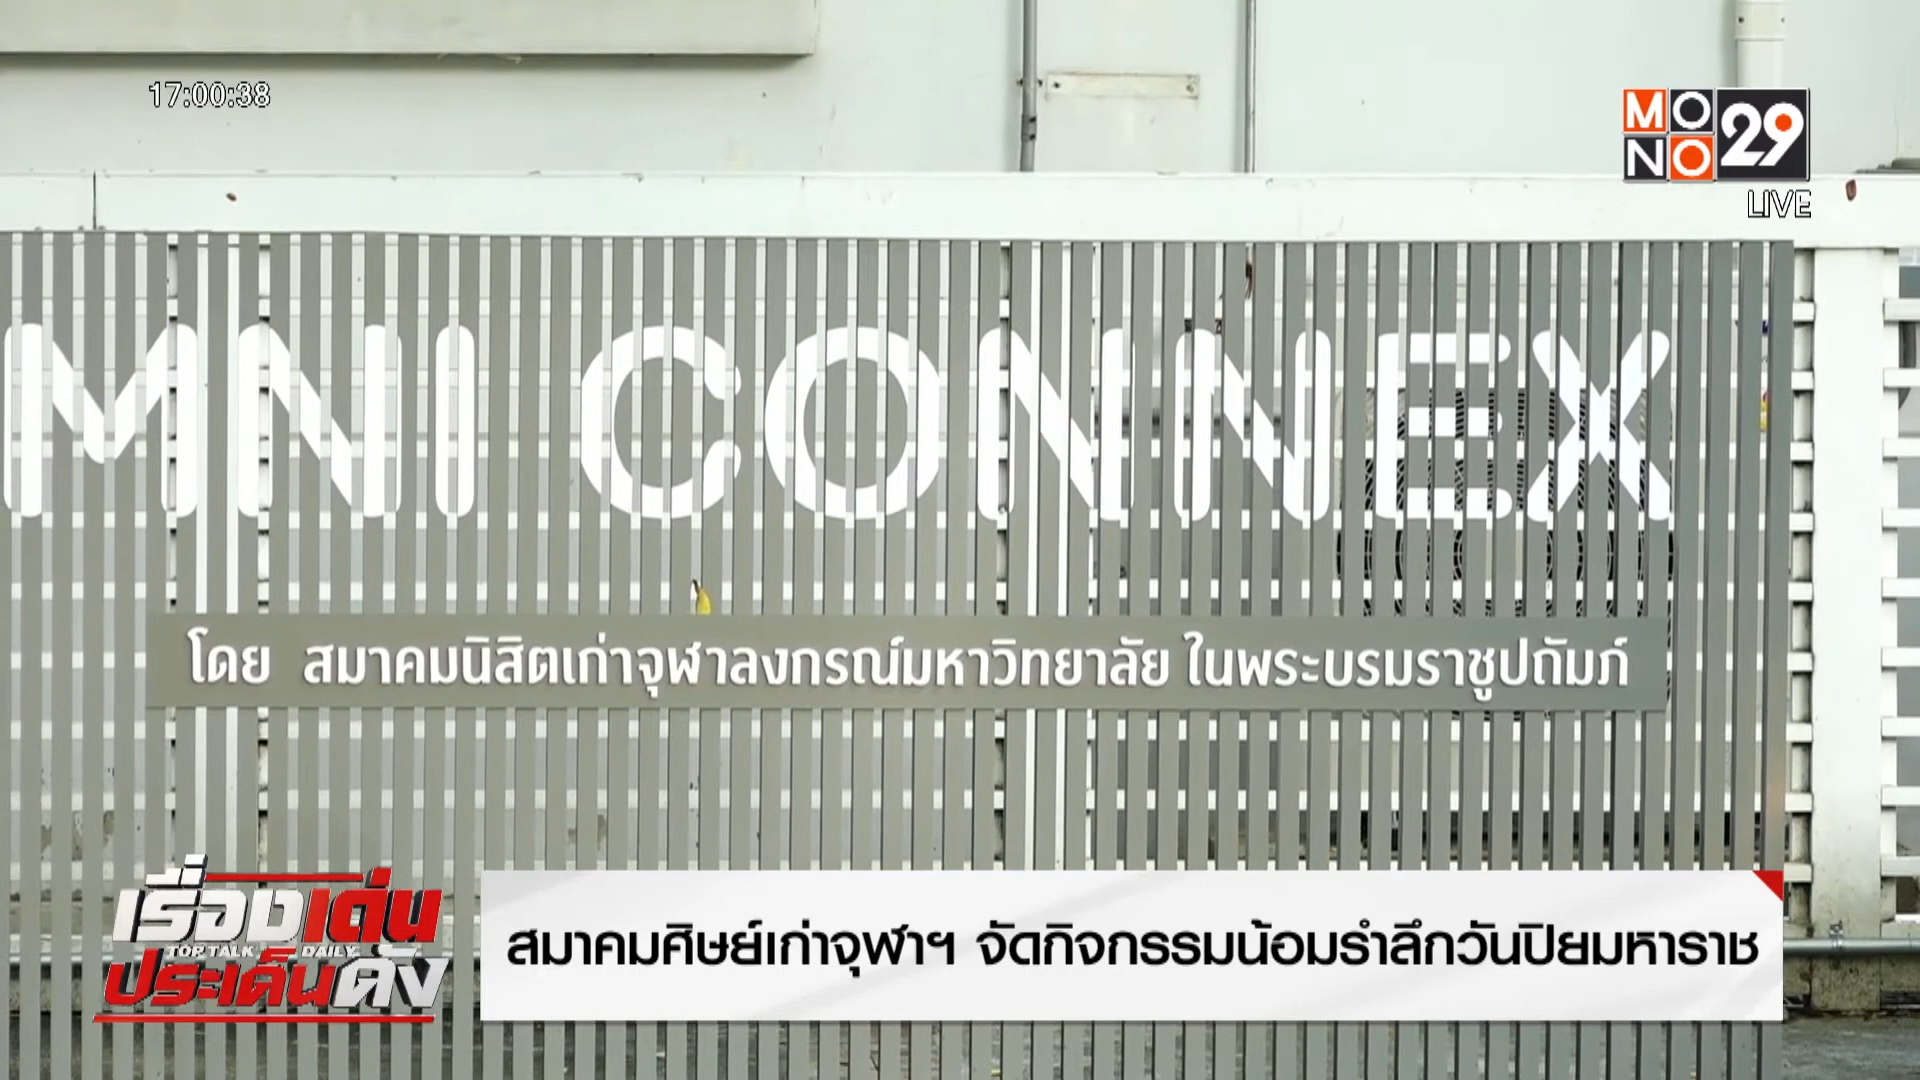 17:00:38
MONO 29
LIVE
MNI CONNEX
โดย สมาคมนิสิตเก่าจุฬาลงกรณ์มหาวิทยาลัย ในพระบรมราชูปถัมภ์
เรื่องเด่น
TOP TALK DAILY
ประเด็นดัง
สมาคมศิษย์เก่าจุฬาฯ จัดกิจกรรมน้อมรำลึกวันปิยมหาราช